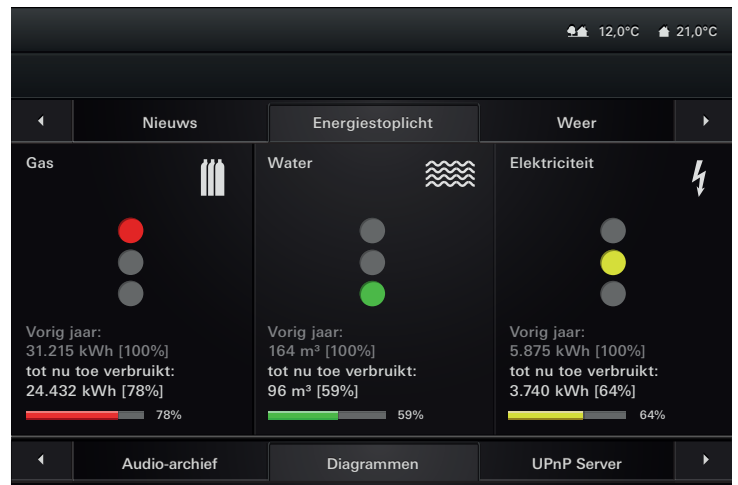 12,0°C 21,0°C
Nieuws Energiestoplicht Weer
Gas
Vorig jaar:
31.215 kWh [100%]
tot nu toe verbruikt:
24.432 kWh [78%]
78%
Water
Vorig jaar:
164 m³ [100%]
tot nu toe verbruikt:
96 m³ [59%]
59%
Elektriciteit
Vorig jaar:
5.875 kWh [100%]
tot nu toe verbruikt:
3.740 kWh [64%]
64%
Audio-archief Diagrammen UPnP Server